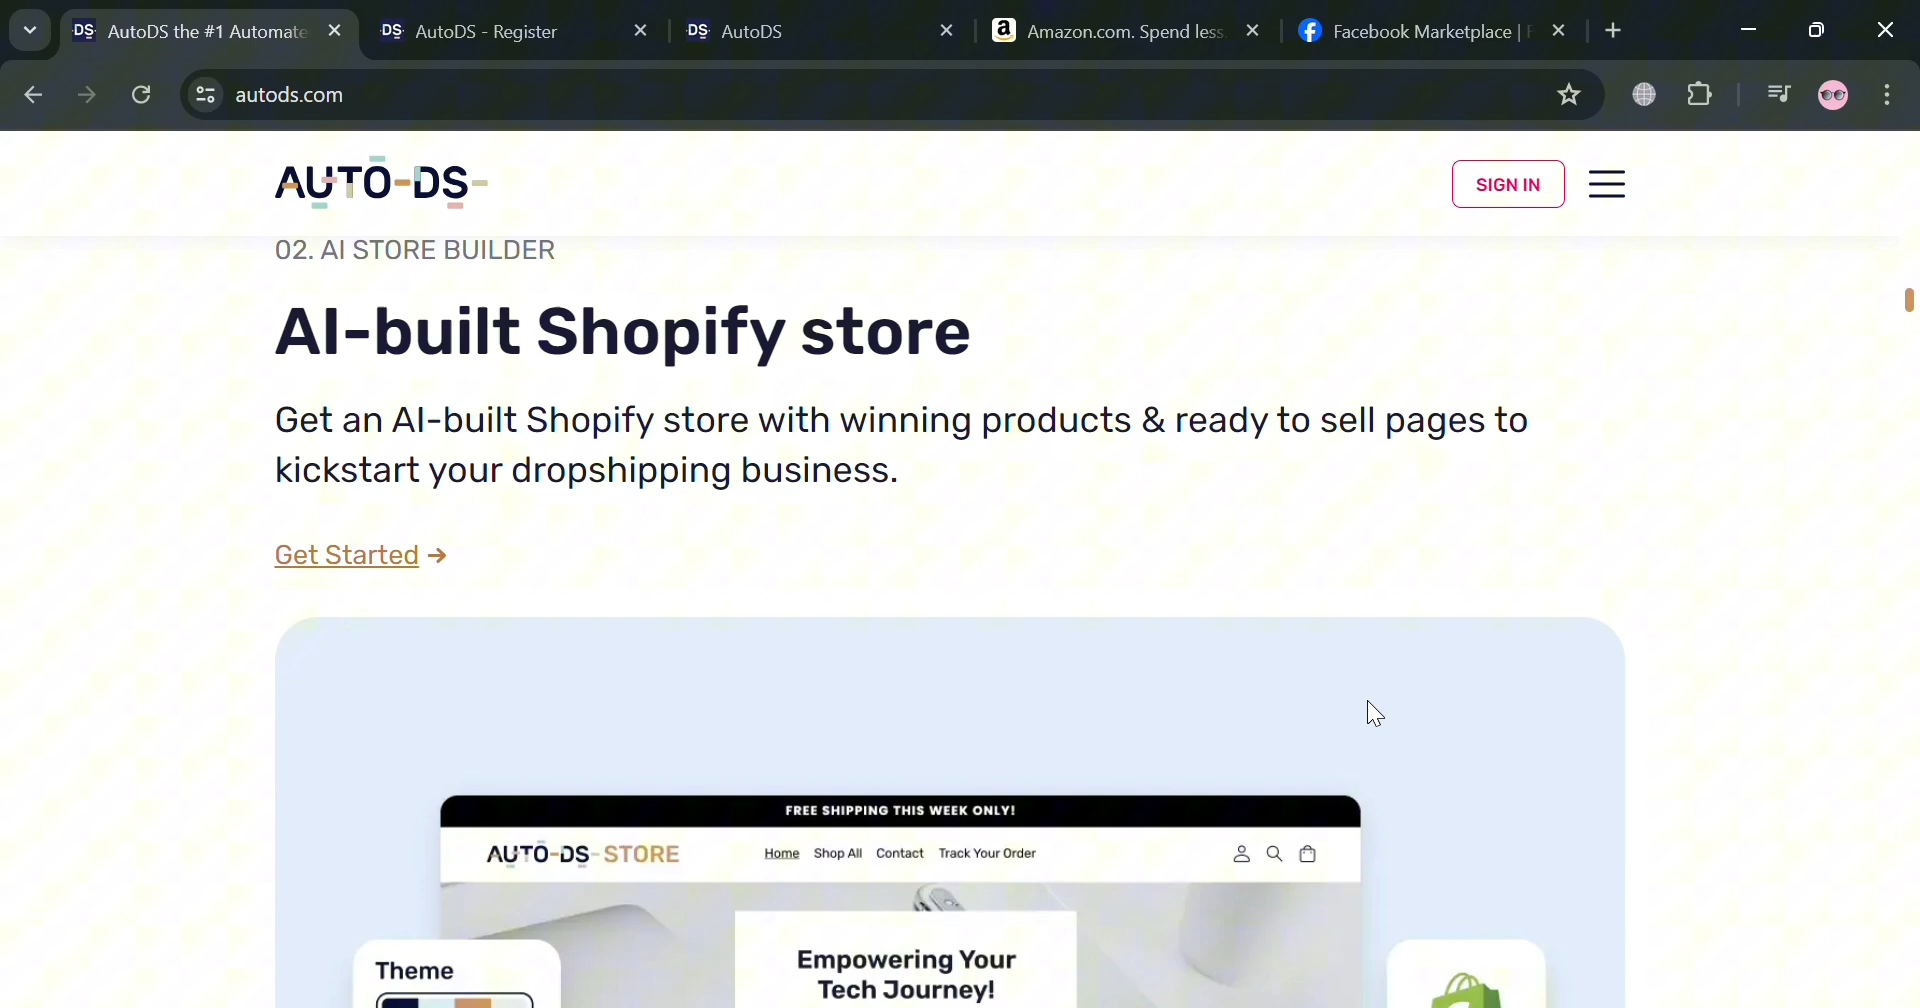 AutoDS the #1 Automate
AutoDS - Register
AutoDS
Amazon.com. Spend less.
Facebook Marketplace |
autods.com
AUTO-DS-
SIGN IN
02. AI STORE BUILDER
AI-built Shopify store
Get an AI-built Shopify store with winning products & ready to sell pages to
kickstart your dropshipping business.
Get Started →
FREE SHIPPING THIS WEEK ONLY!
AUTO-DS-STORE
Home Shop All Contact Track Your Order
Empowering Your
Tech Journey!
Theme